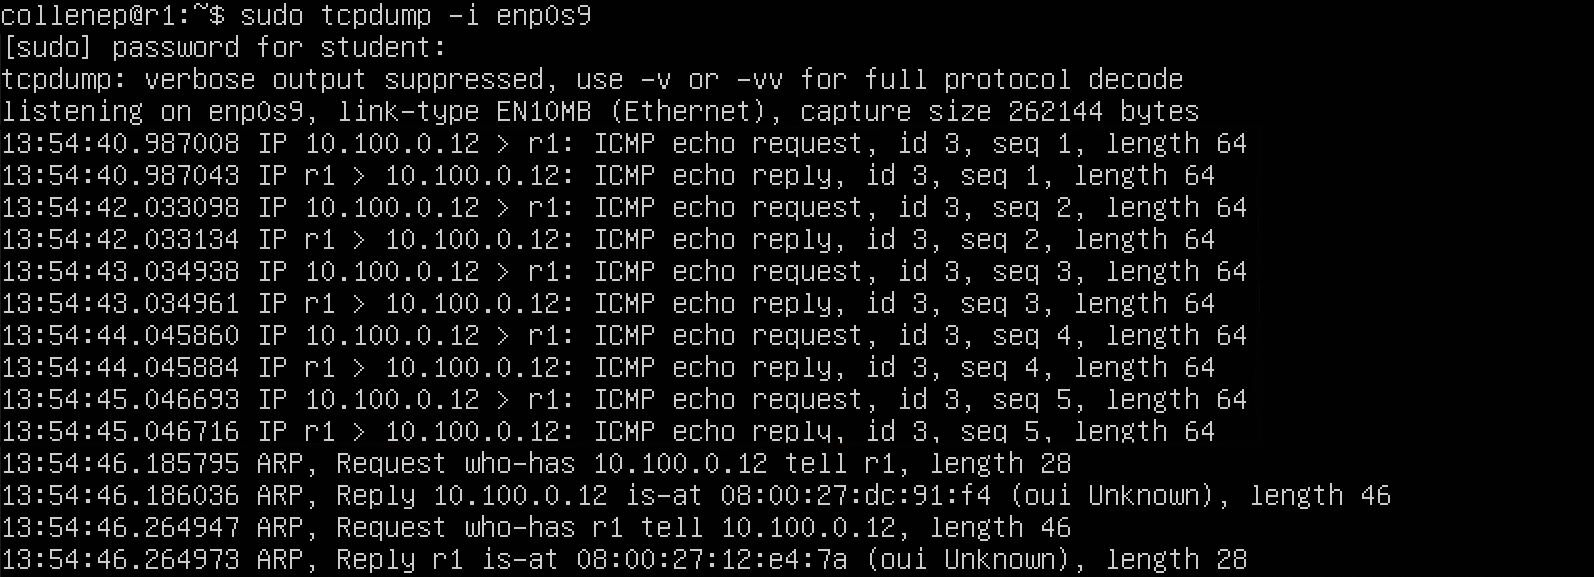 collenep@r1:~$ sudo tcpdump -i enp0s9
[sudo] password for student:
tcpdump: verbose output suppressed, use -v or -vv for full protocol decode
listening on enp0s9, link-type EN10MB (Ethernet), capture size 262144 bytes
13:54:40.987008 IP 10.100.0.12 > r1: ICMP echo request, id 3, seq 1, length 64
13:54:40.987043 IP r1 > 10.100.0.12: ICMP echo reply, id 3, seq 1, length 64
13:54:42.033098 IP 10.100.0.12 > r1: ICMP echo request, id 3, seq 2, length 64
13:54:42.033134 IP r1 > 10.100.0.12: ICMP echo reply, id 3, seq 2, length 64
13:54:43.034938 IP 10.100.0.12 > r1: ICMP echo request, id 3, seq 3, length 64
13:54:43.034961 IP r1 > 10.100.0.12: ICMP echo reply, id 3, seq 3, length 64
13:54:44.045860 IP 10.100.0.12 > r1: ICMP echo request, id 3, seq 4, length 64
13:54:44.045884 IP r1 > 10.100.0.12: ICMP echo reply, id 3, seq 4, length 64
13:54:45.046693 IP 10.100.0.12 > r1: ICMP echo request, id 3, seq 5, length 64
13:54:45.046716 IP r1 > 10.100.0.12: ICMP echo reply, id 3, seq 5, length 64
13:54:46.185795 ARP, Request who-has 10.100.0.12 tell r1, length 28
13:54:46.186036 ARP, Reply 10.100.0.12 is-at 08:00:27:dc:91:f4 (oui Unknown), length 46
13:54:46.264947 ARP, Request who-has r1 tell 10.100.0.12, length 46
13:54:46.264973 ARP, Reply r1 is-at 08:00:27:12:e4:7a (oui Unknown), length 28